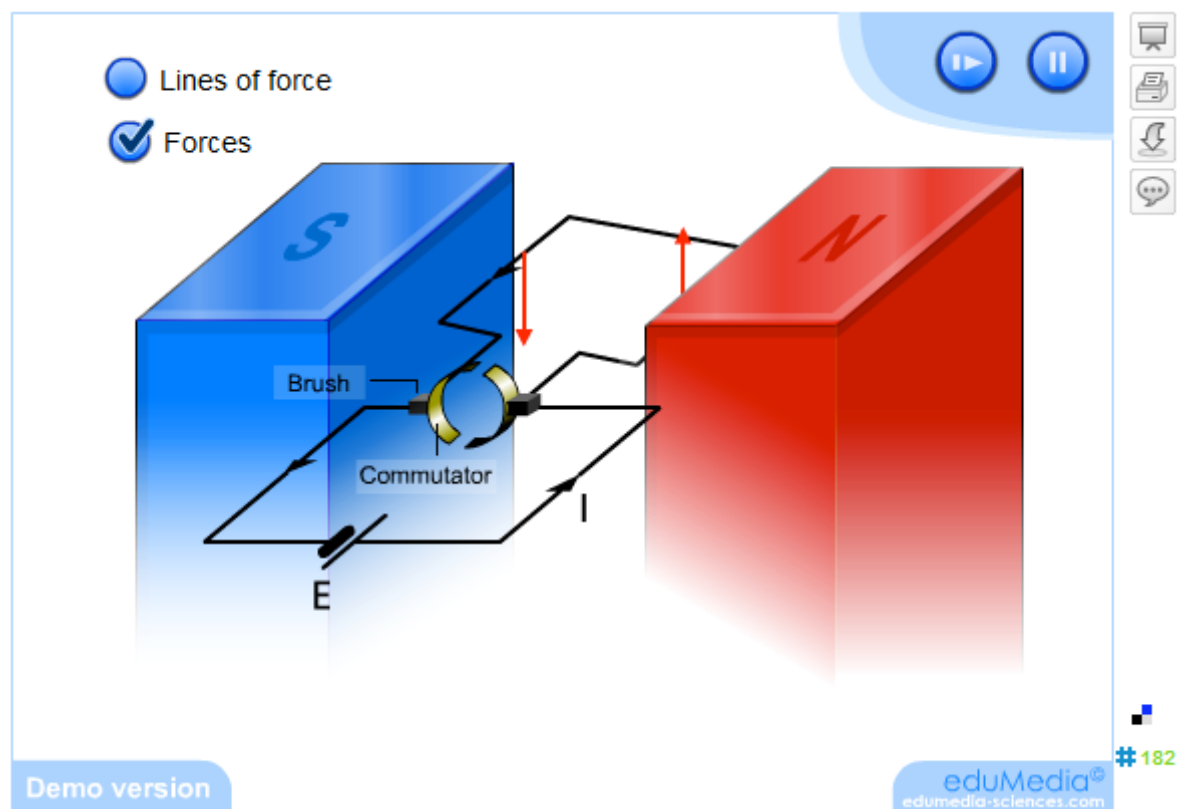 Lines of force
Forces
S
N
Brush
Commutator
I
E
Demo version
eduMedia©
edumedia-sciences.com
# 182